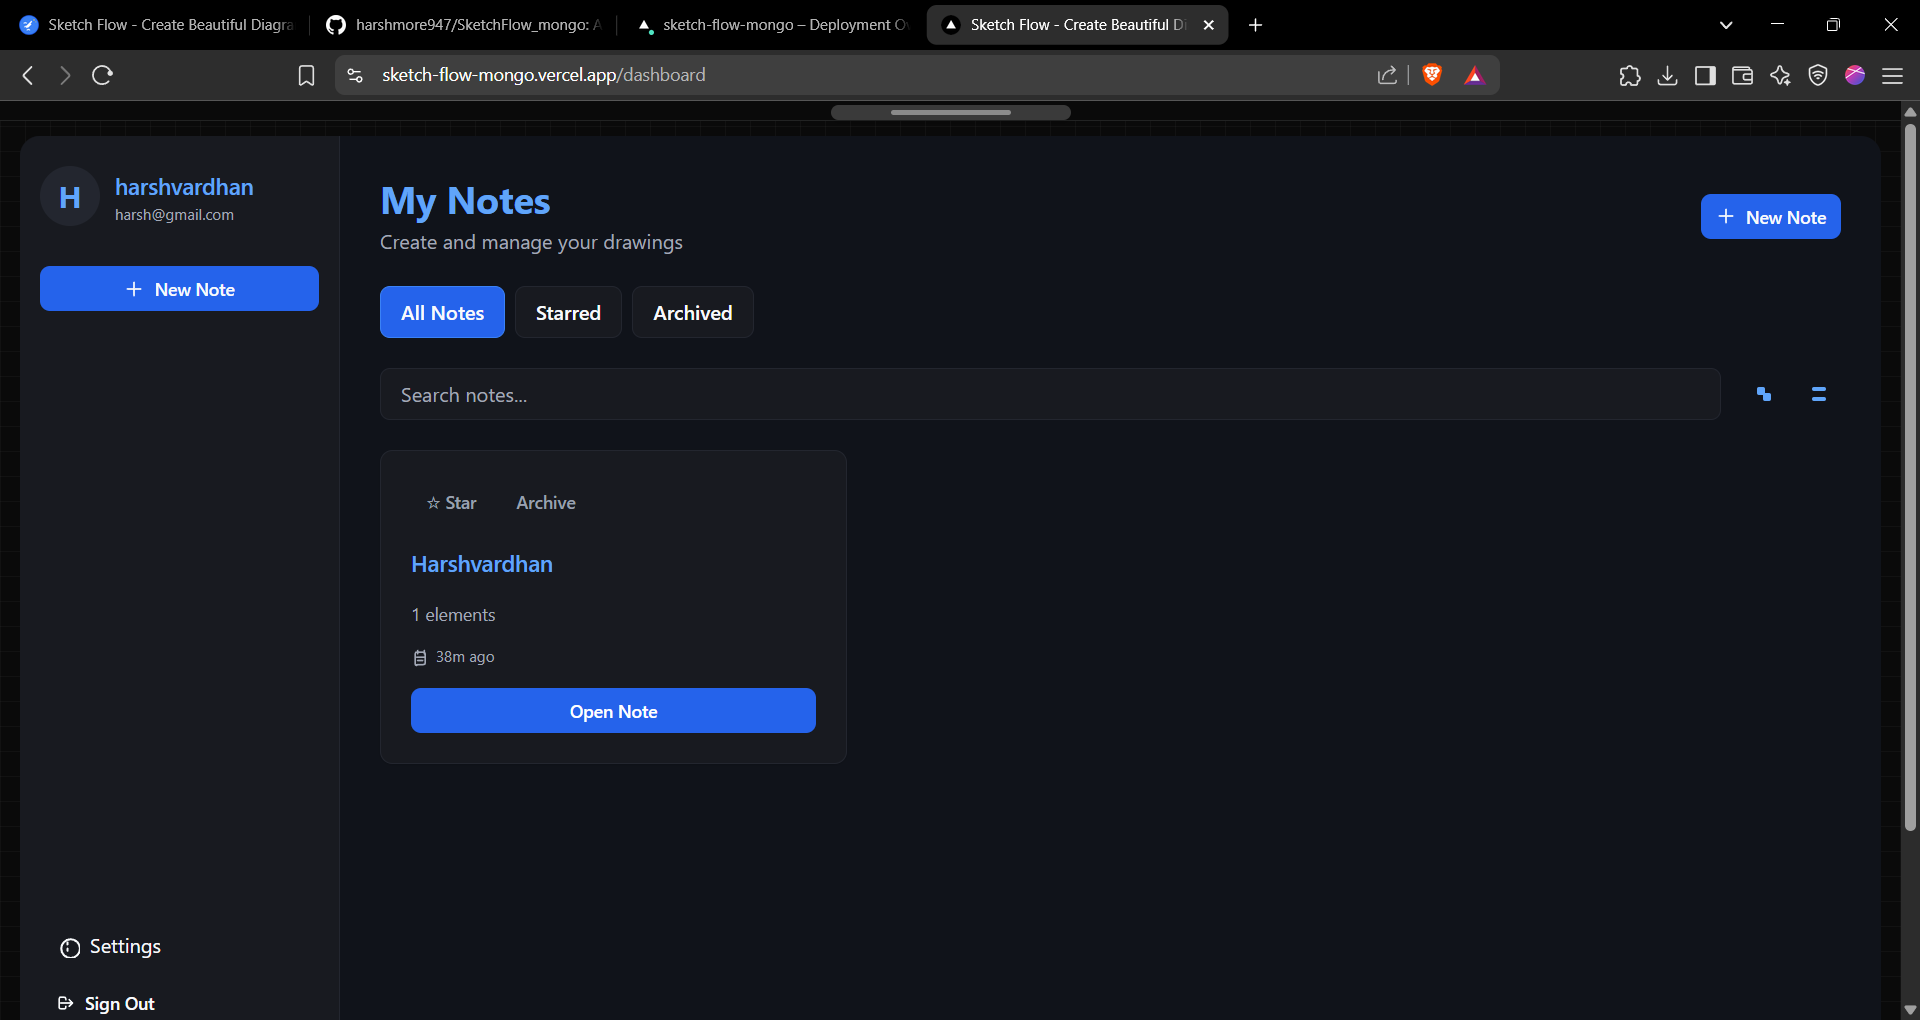 Sketch Flow - Create Beautiful Diagra
harshmore947/SketchFlow_mongo: A
sketch-flow-mongo – Deployment O
Sketch Flow - Create Beautiful Di
sketch-flow-mongo.vercel.app/dashboard
H
harshvardhan
harsh@gmail.com
+ New Note
Settings
Sign Out
My Notes
Create and manage your drawings
+ New Note
All Notes
Starred
Archived
Search notes...
☆ Star
Archive
Harshvardhan
1 elements
38m ago
Open Note